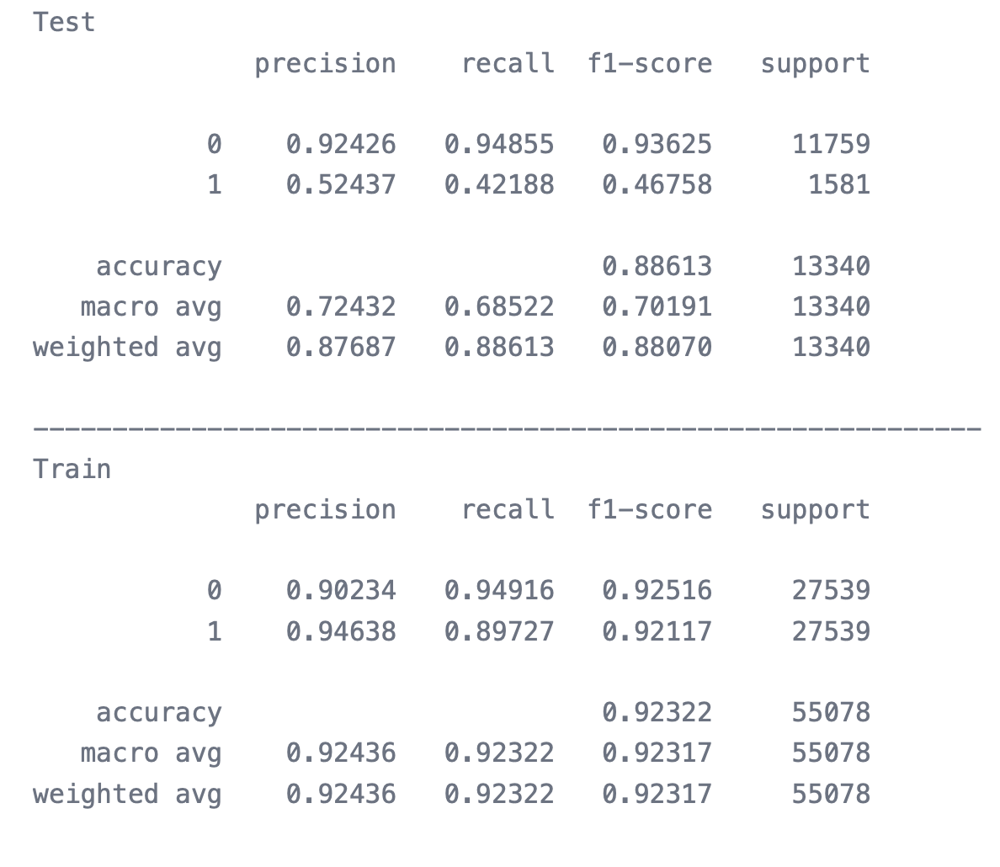 Test
precision recall f1-score support
0 0.92426 0.94855 0.93625 11759
1 0.52437 0.42188 0.46758 1581
accuracy 0.88613 13340
macro avg 0.72432 0.68522 0.70191 13340
weighted avg 0.87687 0.88613 0.88070 13340
------------------------------------------------------------
Train
precision recall f1-score support
0 0.90234 0.94916 0.92516 27539
1 0.94638 0.89727 0.92117 27539
accuracy 0.92322 55078
macro avg 0.92436 0.92322 0.92317 55078
weighted avg 0.92436 0.92322 0.92317 55078